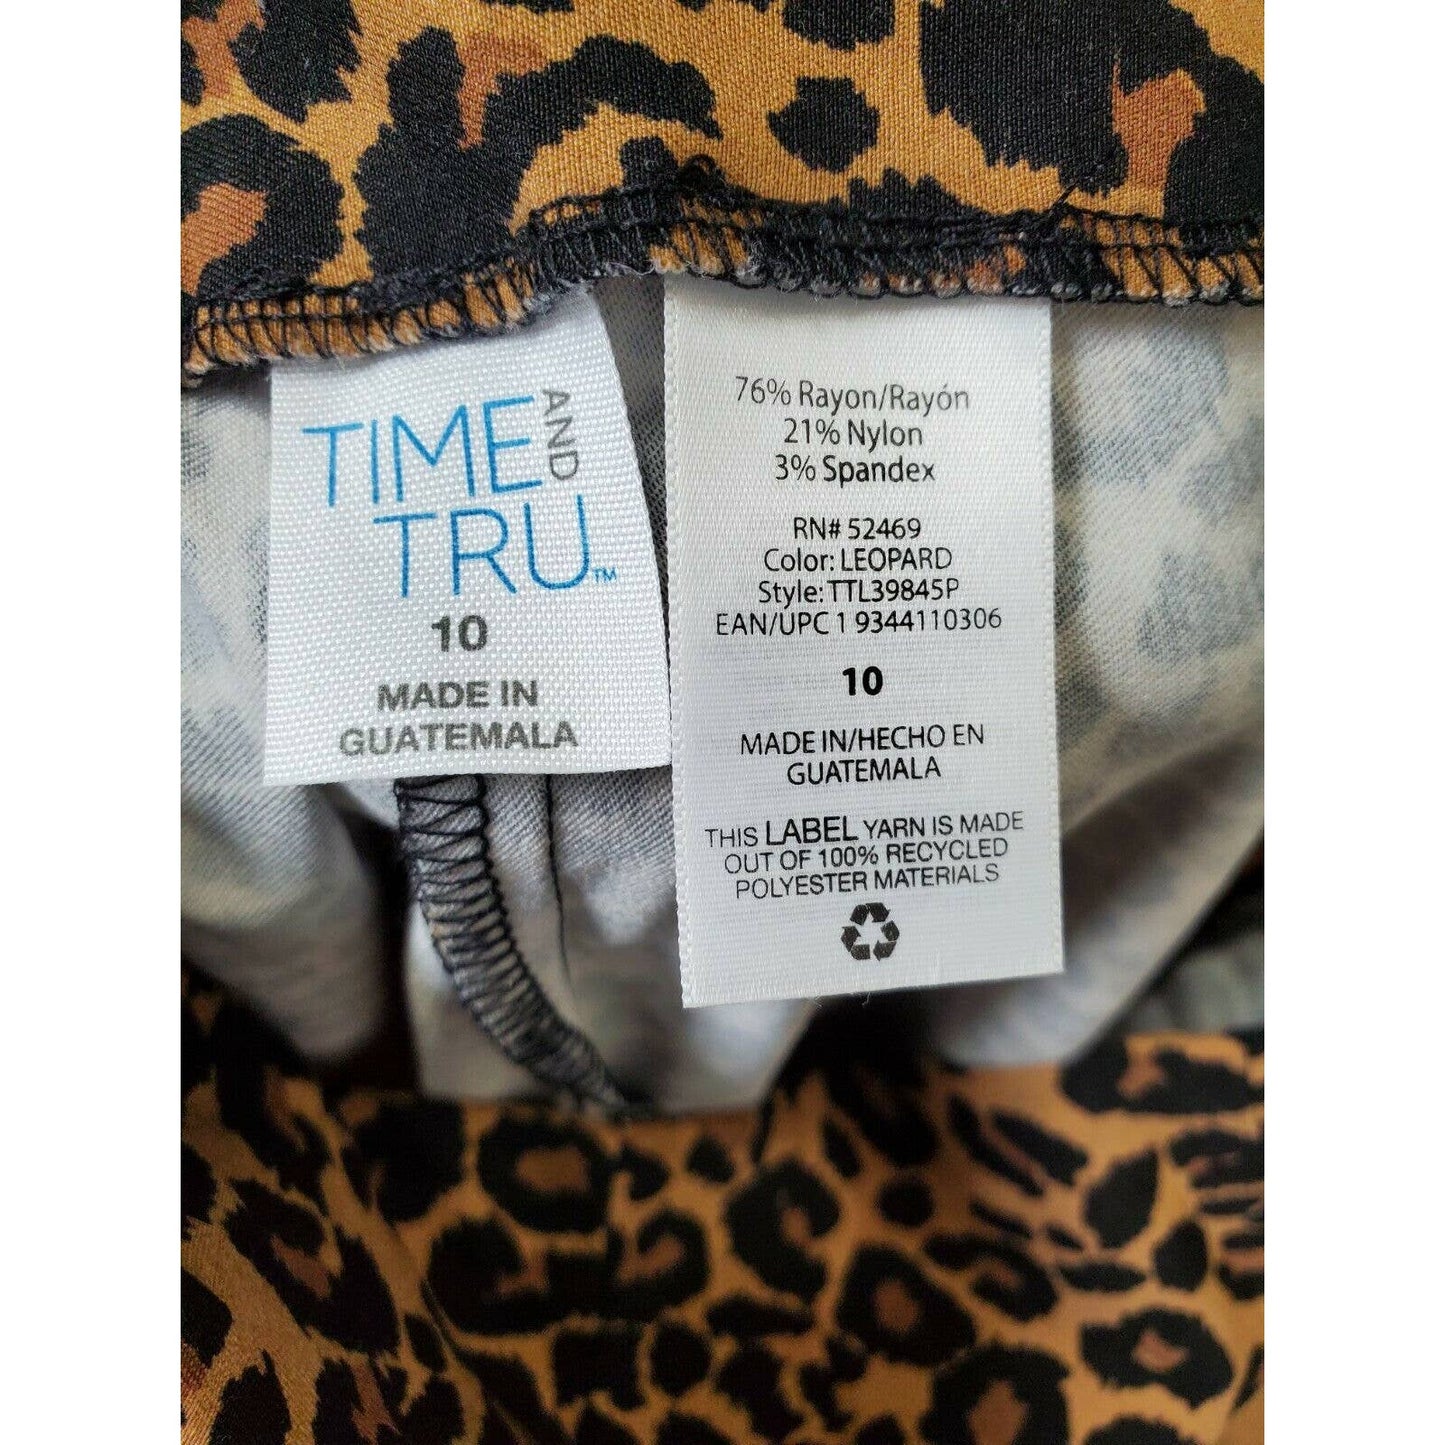 TIME AND
TRU™
10
MADE IN
GUATEMALA
76% Rayon/Rayón
21% Nylon
3% Spandex
RN# 52469
Color: LEOPARD
Style: TTL39845P
EAN/UPC 1 9344110306
10
MADE IN/HECHO EN
GUATEMALA
THIS LABEL YARN IS MADE
OUT OF 100% RECYCLED
POLYESTER MATERIALS